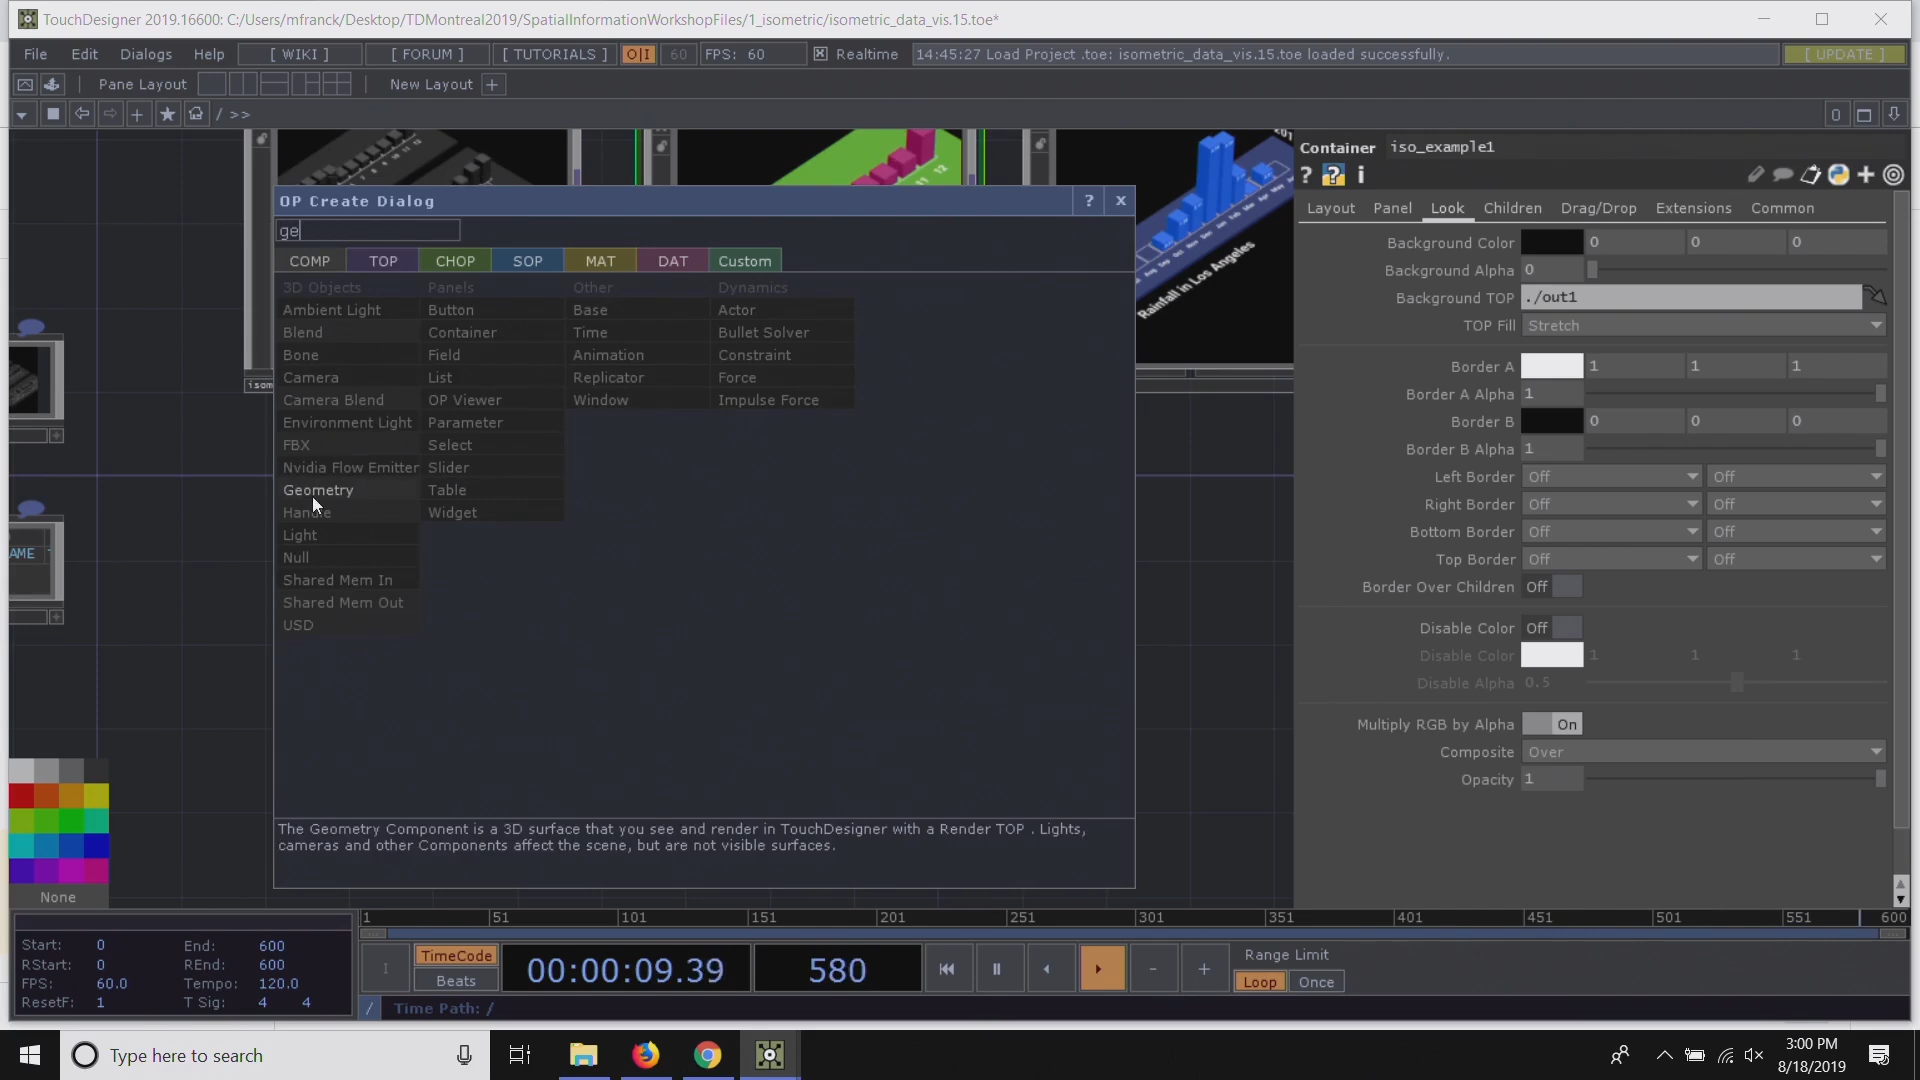 TouchDesigner 2019.16600: C:/Users/mfranck/Desktop/TDMontreal2019/SpatialInformationWorkshopFiles/1_isometric/isometric_data_vis.15.toe*
File Edit Dialogs Help [ WIKI ] [ FORUM ] [ TUTORIALS ] O|I 60 FPS: 60 Realtime 14:45:27 Load Project .toe: isometric_data_vis.15.toe loaded successfully. [ UPDATE ]
Pane Layout New Layout +
/ >> 0
Container iso_example1
? ? i
Layout Panel Look Children Drag/Drop Extensions Common
Background Color 0 0 0
Background Alpha 0
Background TOP ./out1
TOP Fill Stretch
Border A 1 1 1
Border A Alpha 1
Border B 0 0 0
Border B Alpha 1
Left Border Off Off
Right Border Off Off
Bottom Border Off Off
Top Border Off Off
Border Over Children Off
Disable Color Off
Disable Color 1 1 1
Disable Alpha 0.5
Multiply RGB by Alpha On
Composite Over
Opacity 1
Rainfall in Los Angeles
OP Create Dialog ? x
ge
COMP TOP CHOP SOP MAT DAT Custom
3D Objects Panels Other Dynamics
Ambient Light Button Base Actor
Blend Container Time Bullet Solver
Bone Field Animation Constraint
Camera List Replicator Force
Camera Blend OP Viewer Window Impulse Force
Environment Light Parameter
FBX Select
Nvidia Flow Emitter Slider
Geometry Table
Handle Widget
Light
Null
Shared Mem In
Shared Mem Out
USD
The Geometry Component is a 3D surface that you see and render in TouchDesigner with a Render TOP . Lights,
cameras and other Components affect the scene, but are not visible surfaces.
isom
AME
None
1 51 101 151 201 251 301 351 401 451 501 551 600
Start: 0 End: 600
RStart: 0 REnd: 600
FPS: 60.0 Tempo: 120.0
ResetF: 1 T Sig: 4 4
TimeCode
Beats
00:00:09.39 580
Range Limit
Loop Once
/ Time Path: /
Type here to search
3:00 PM
8/18/2019